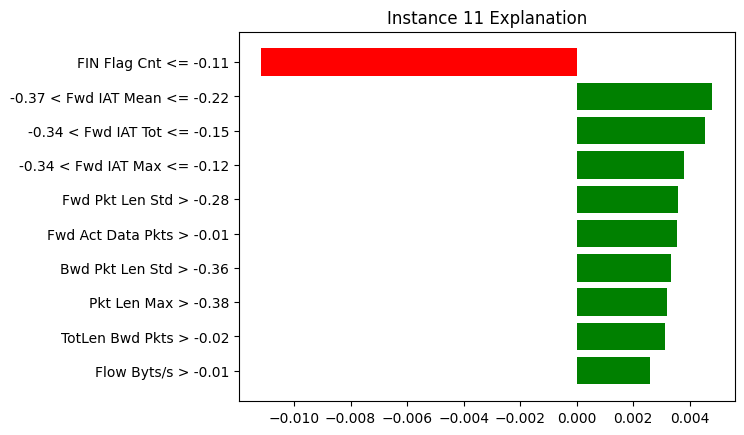 Instance 11 Explanation
FIN Flag Cnt <= -0.11
-0.37 < Fwd IAT Mean <= -0.22
-0.34 < Fwd IAT Tot <= -0.15
-0.34 < Fwd IAT Max <= -0.12
Fwd Pkt Len Std > -0.28
Fwd Act Data Pkts > -0.01
Bwd Pkt Len Std > -0.36
Pkt Len Max > -0.38
TotLen Bwd Pkts > -0.02
Flow Byts/s > -0.01
−0.010 −0.008 −0.006 −0.004 −0.002 0.000 0.002 0.004